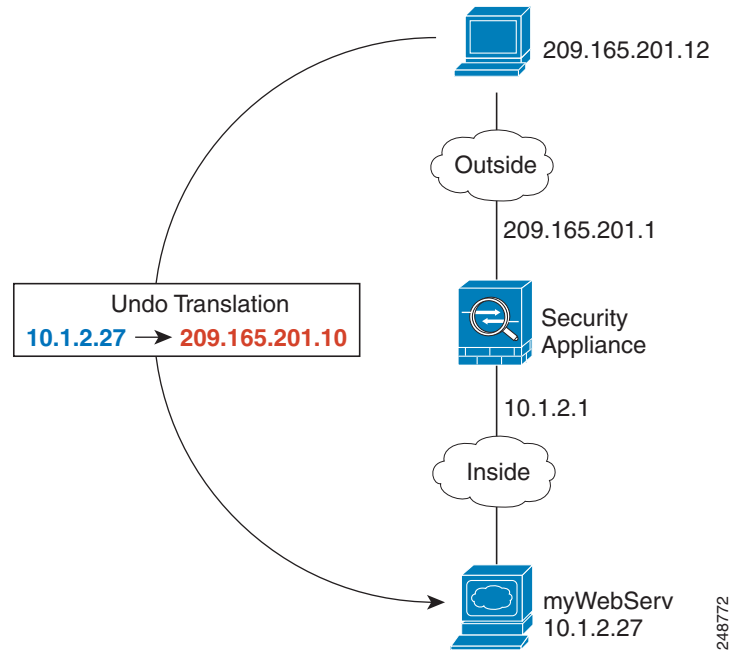 209.165.201.12
Outside
209.165.201.1
Undo Translation
10.1.2.27 → 209.165.201.10
Security
Appliance
10.1.2.1
Inside
myWebServ
10.1.2.27
248772